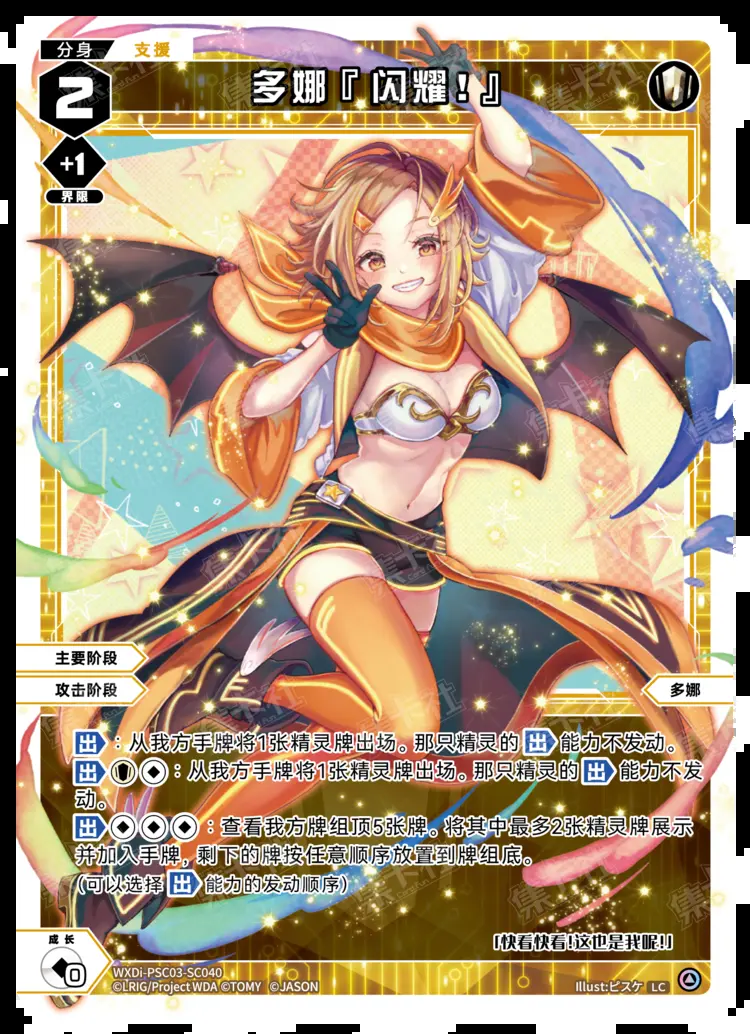 分身 支援
2
多娜『闪耀!』
+1
界限
主要阶段
攻击阶段
多娜
出:从我方手牌将1张精灵牌出场。那只精灵的出能力不发动。
出:从我方手牌将1张精灵牌出场。那只精灵的出能力不发
动。
出:查看我方牌组顶5张牌。将其中最多2张精灵牌展示
并加入手牌,剩下的牌按任意顺序放置到牌组底。
(可以选择出能力的发动顺序)
「快看快看!这也是我呢!」
成长
0
WXDi-PSC03-SC040
©LRIG/Project WDA ©TOMY ©JASON
Illust:ピスケ LC
集卡社